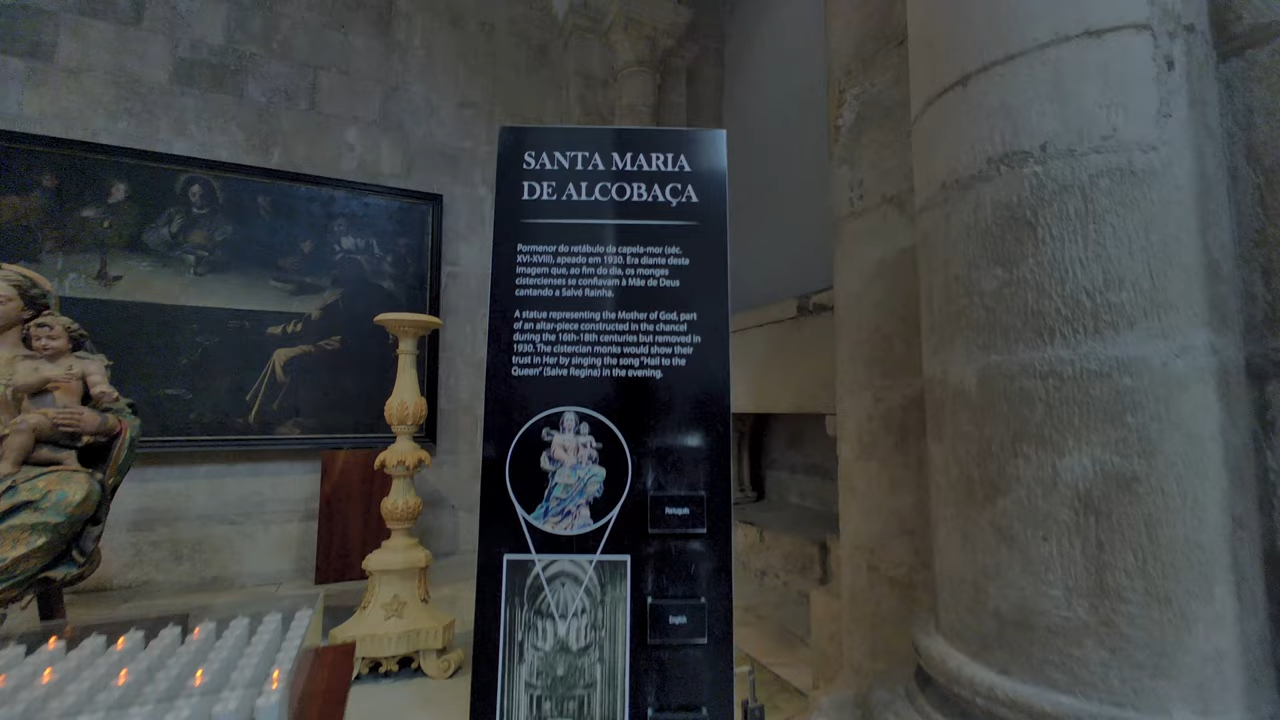 SANTA MARIA
DE ALCOBAÇA
Pormenor do retábulo da capela-mor (séc.
XVI-XVIII), apeado em 1930. Era diante desta
imagem que, ao fim do dia, os monges
cistercienses se confiavam à Mãe de Deus
cantando a Salvé Rainha.
A statue representing the Mother of God, part
of an altar-piece constructed in the chancel
during the 16th-18th centuries but removed in
1930. The cistercian monks would show their
trust in Her by singing the song "Hail to the
Queen" (Salve Regina) in the evening.
Português
English